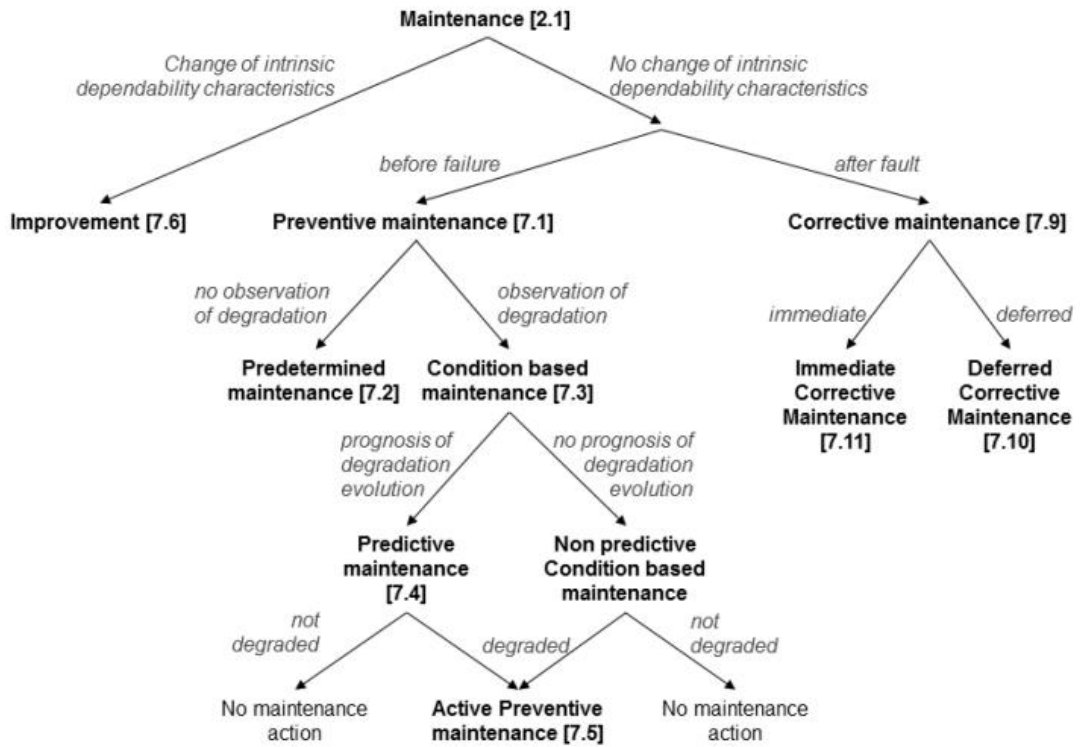 Maintenance [2.1]
Change of intrinsic
dependability characteristics
No change of intrinsic
dependability characteristics
before failure
after fault
Improvement [7.6]
Preventive maintenance [7.1]
Corrective maintenance [7.9]
no observation
of degradation
observation of
degradation
immediate
deferred
Predetermined
maintenance [7.2]
Condition based
maintenance [7.3]
Immediate
Corrective
Maintenance
[7.11]
Deferred
Corrective
Maintenance
[7.10]
prognosis of
degradation
evolution
no prognosis of
degradation
evolution
Predictive
maintenance
[7.4]
Non predictive
Condition based
maintenance
not
degraded
degraded
not
degraded
No maintenance
action
Active Preventive
maintenance [7.5]
No maintenance
action